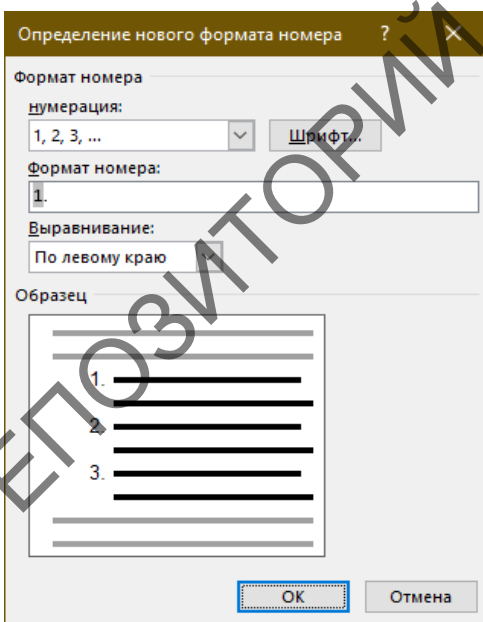 Определение нового формата номера ? ×
Формат номера
нумерация:
1, 2, 3, ...
Шрифт...
Формат номера:
1.
Выравнивание:
По левому краю
Образец
1.
2.
3.
ОК Отмена
ЕПОЗИТОРИЙ